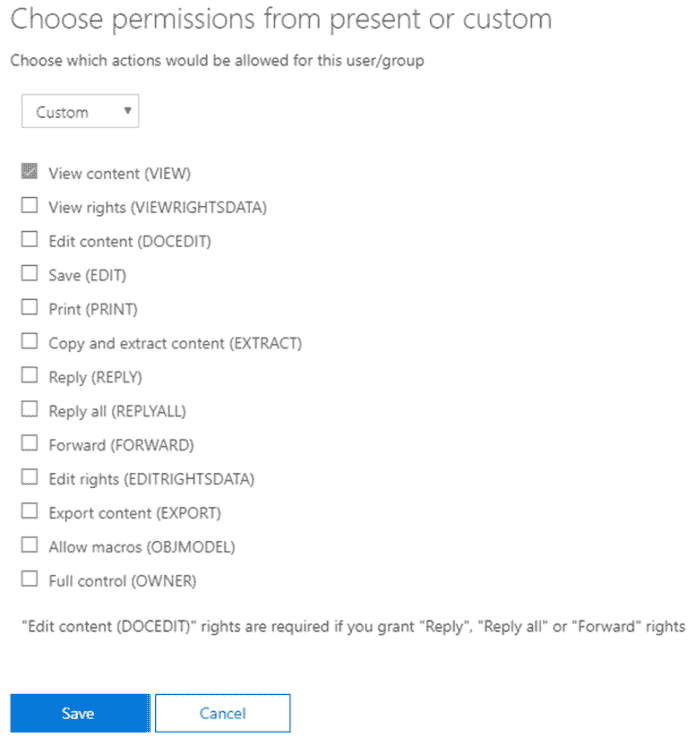 Choose permissions from present or custom
Choose which actions would be allowed for this user/group
Custom
View content (VIEW)
View rights (VIEWRIGHTSDATA)
Edit content (DOCEDIT)
Save (EDIT)
Print (PRINT)
Copy and extract content (EXTRACT)
Reply (REPLY)
Reply all (REPLYALL)
Forward (FORWARD)
Edit rights (EDITRIGHTSDATA)
Export content (EXPORT)
Allow macros (OBJMODEL)
Full control (OWNER)
"Edit content (DOCEDIT)" rights are required if you grant "Reply", "Reply all" or "Forward" rights
Save Cancel